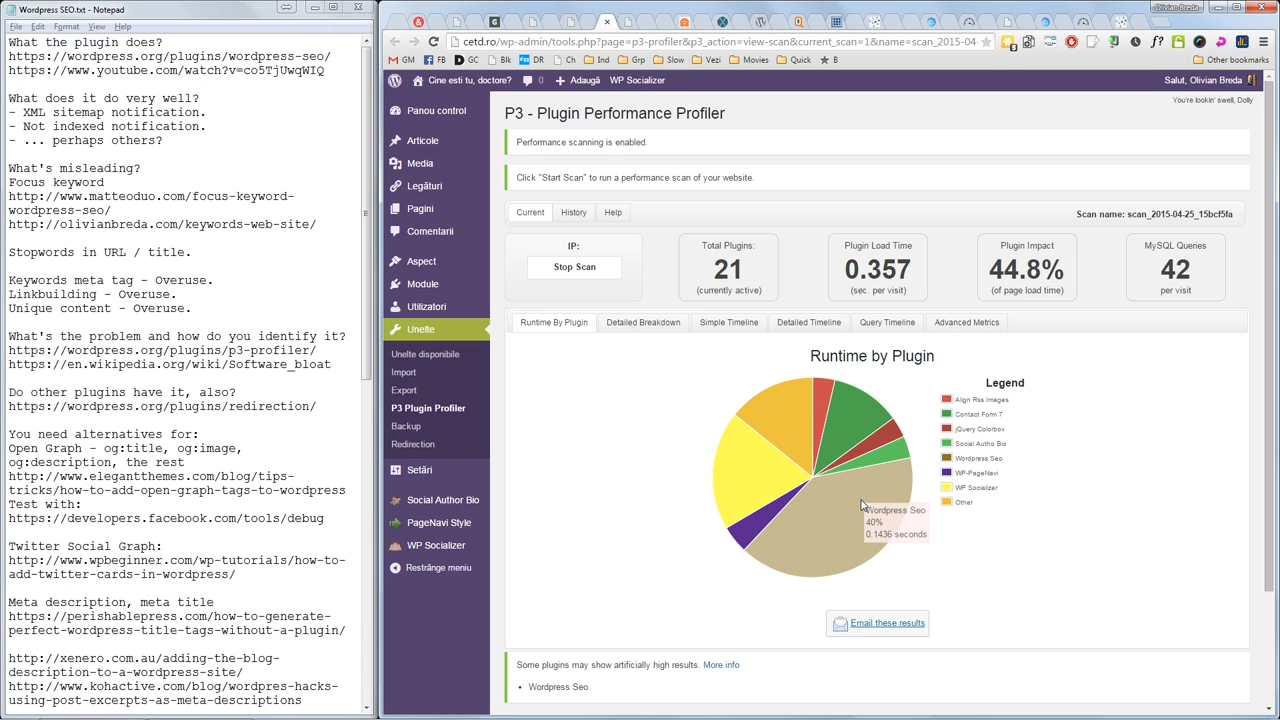 Wordpress SEO.txt - Notepad
File Edit Format View Help
What the plugin does?
https://wordpress.org/plugins/wordpress-seo/
https://www.youtube.com/watch?v=co5TjUwqWIQ
What does it do very well?
- XML sitemap notification.
- Not indexed notification.
- ... perhaps others?
What's misleading?
Focus keyword
http://www.matteoduo.com/focus-keyword-
wordpress-seo/
http://olivianbreda.com/keywords-web-site/
Stopwords in URL / title.
Keywords meta tag - Overuse.
Linkbuilding - Overuse.
Unique content - Overuse.
What's the problem and how do you identify it?
https://wordpress.org/plugins/p3-profiler/
https://en.wikipedia.org/wiki/Software_bloat
Do other plugins have it, also?
https://wordpress.org/plugins/redirection/
You need alternatives for:
Open Graph - og:title, og:image,
og:description, the rest
http://www.elegantthemes.com/blog/tips-
tricks/how-to-add-open-graph-tags-to-wordpress
Test with:
https://developers.facebook.com/tools/debug
Twitter Social Graph:
http://www.wpbeginner.com/wp-tutorials/how-to-
add-twitter-cards-in-wordpress/
Meta description, meta title
https://perishablepress.com/how-to-generate-
perfect-wordpress-title-tags-without-a-plugin/
http://xenero.com.au/adding-the-blog-
description-to-a-wordpress-site/
http://www.kohactive.com/blog/wordpres-hacks-
using-post-excerpts-as-meta-descriptions
Olivian Breda
cetd.ro/wp-admin/tools.php?page=p3-profiler&p3_action=view-scan&current_scan=1&name=scan_2015-04-
GM FB GC Blk DR Ch Ind Grp Slow Vezi Movies Quick B Other bookmarks
Cine esti tu, doctore? 0 Adaugă WP Socializer Salut, Olivian Breda
You're lookin' swell, Dolly
Panou control
Articole
Media
Legături
Pagini
Comentarii
Aspect
Module
Utilizatori
Unelte
Unelte disponibile
Import
Export
P3 Plugin Profiler
Backup
Redirection
Setări
Social Author Bio
PageNavi Style
WP Socializer
Restrânge meniu
P3 - Plugin Performance Profiler
Performance scanning is enabled.
Click "Start Scan" to run a performance scan of your website.
Current History Help
Scan name: scan_2015-04-25_15bcf5fa
IP:
Stop Scan
Total Plugins:
21
(currently active)
Plugin Load Time
0.357
(sec. per visit)
Plugin Impact
44.8%
(of page load time)
MySQL Queries
42
per visit
Runtime By Plugin Detailed Breakdown Simple Timeline Detailed Timeline Query Timeline Advanced Metrics
Runtime by Plugin
Legend
Align Rss Images
Contact Form 7
jQuery Colorbox
Social Autho Bio
Wordpress Seo
WP-PageNavi
WP Socializer
Other
Wordpress Seo
40%
0.1436 seconds
Email these results
Some plugins may show artificially high results. More info
Wordpress Seo